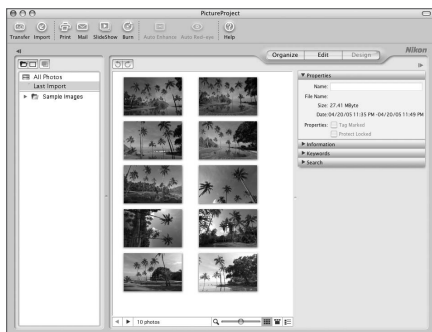 PictureProject
Transfer Import Print Mail SlideShow Burn Auto Enhance Auto Red-eye Help
Organize Edit Design
Nikon
All Photos
Last Import
Sample Images
Properties
Name:
File Name:
Size: 27.41 MByte
Date: 04/20/05 11:35 PM -04/20/05 11:49 PM
Properties: Tag Marked
Protect Locked
Information
Keywords
Search
10 photos